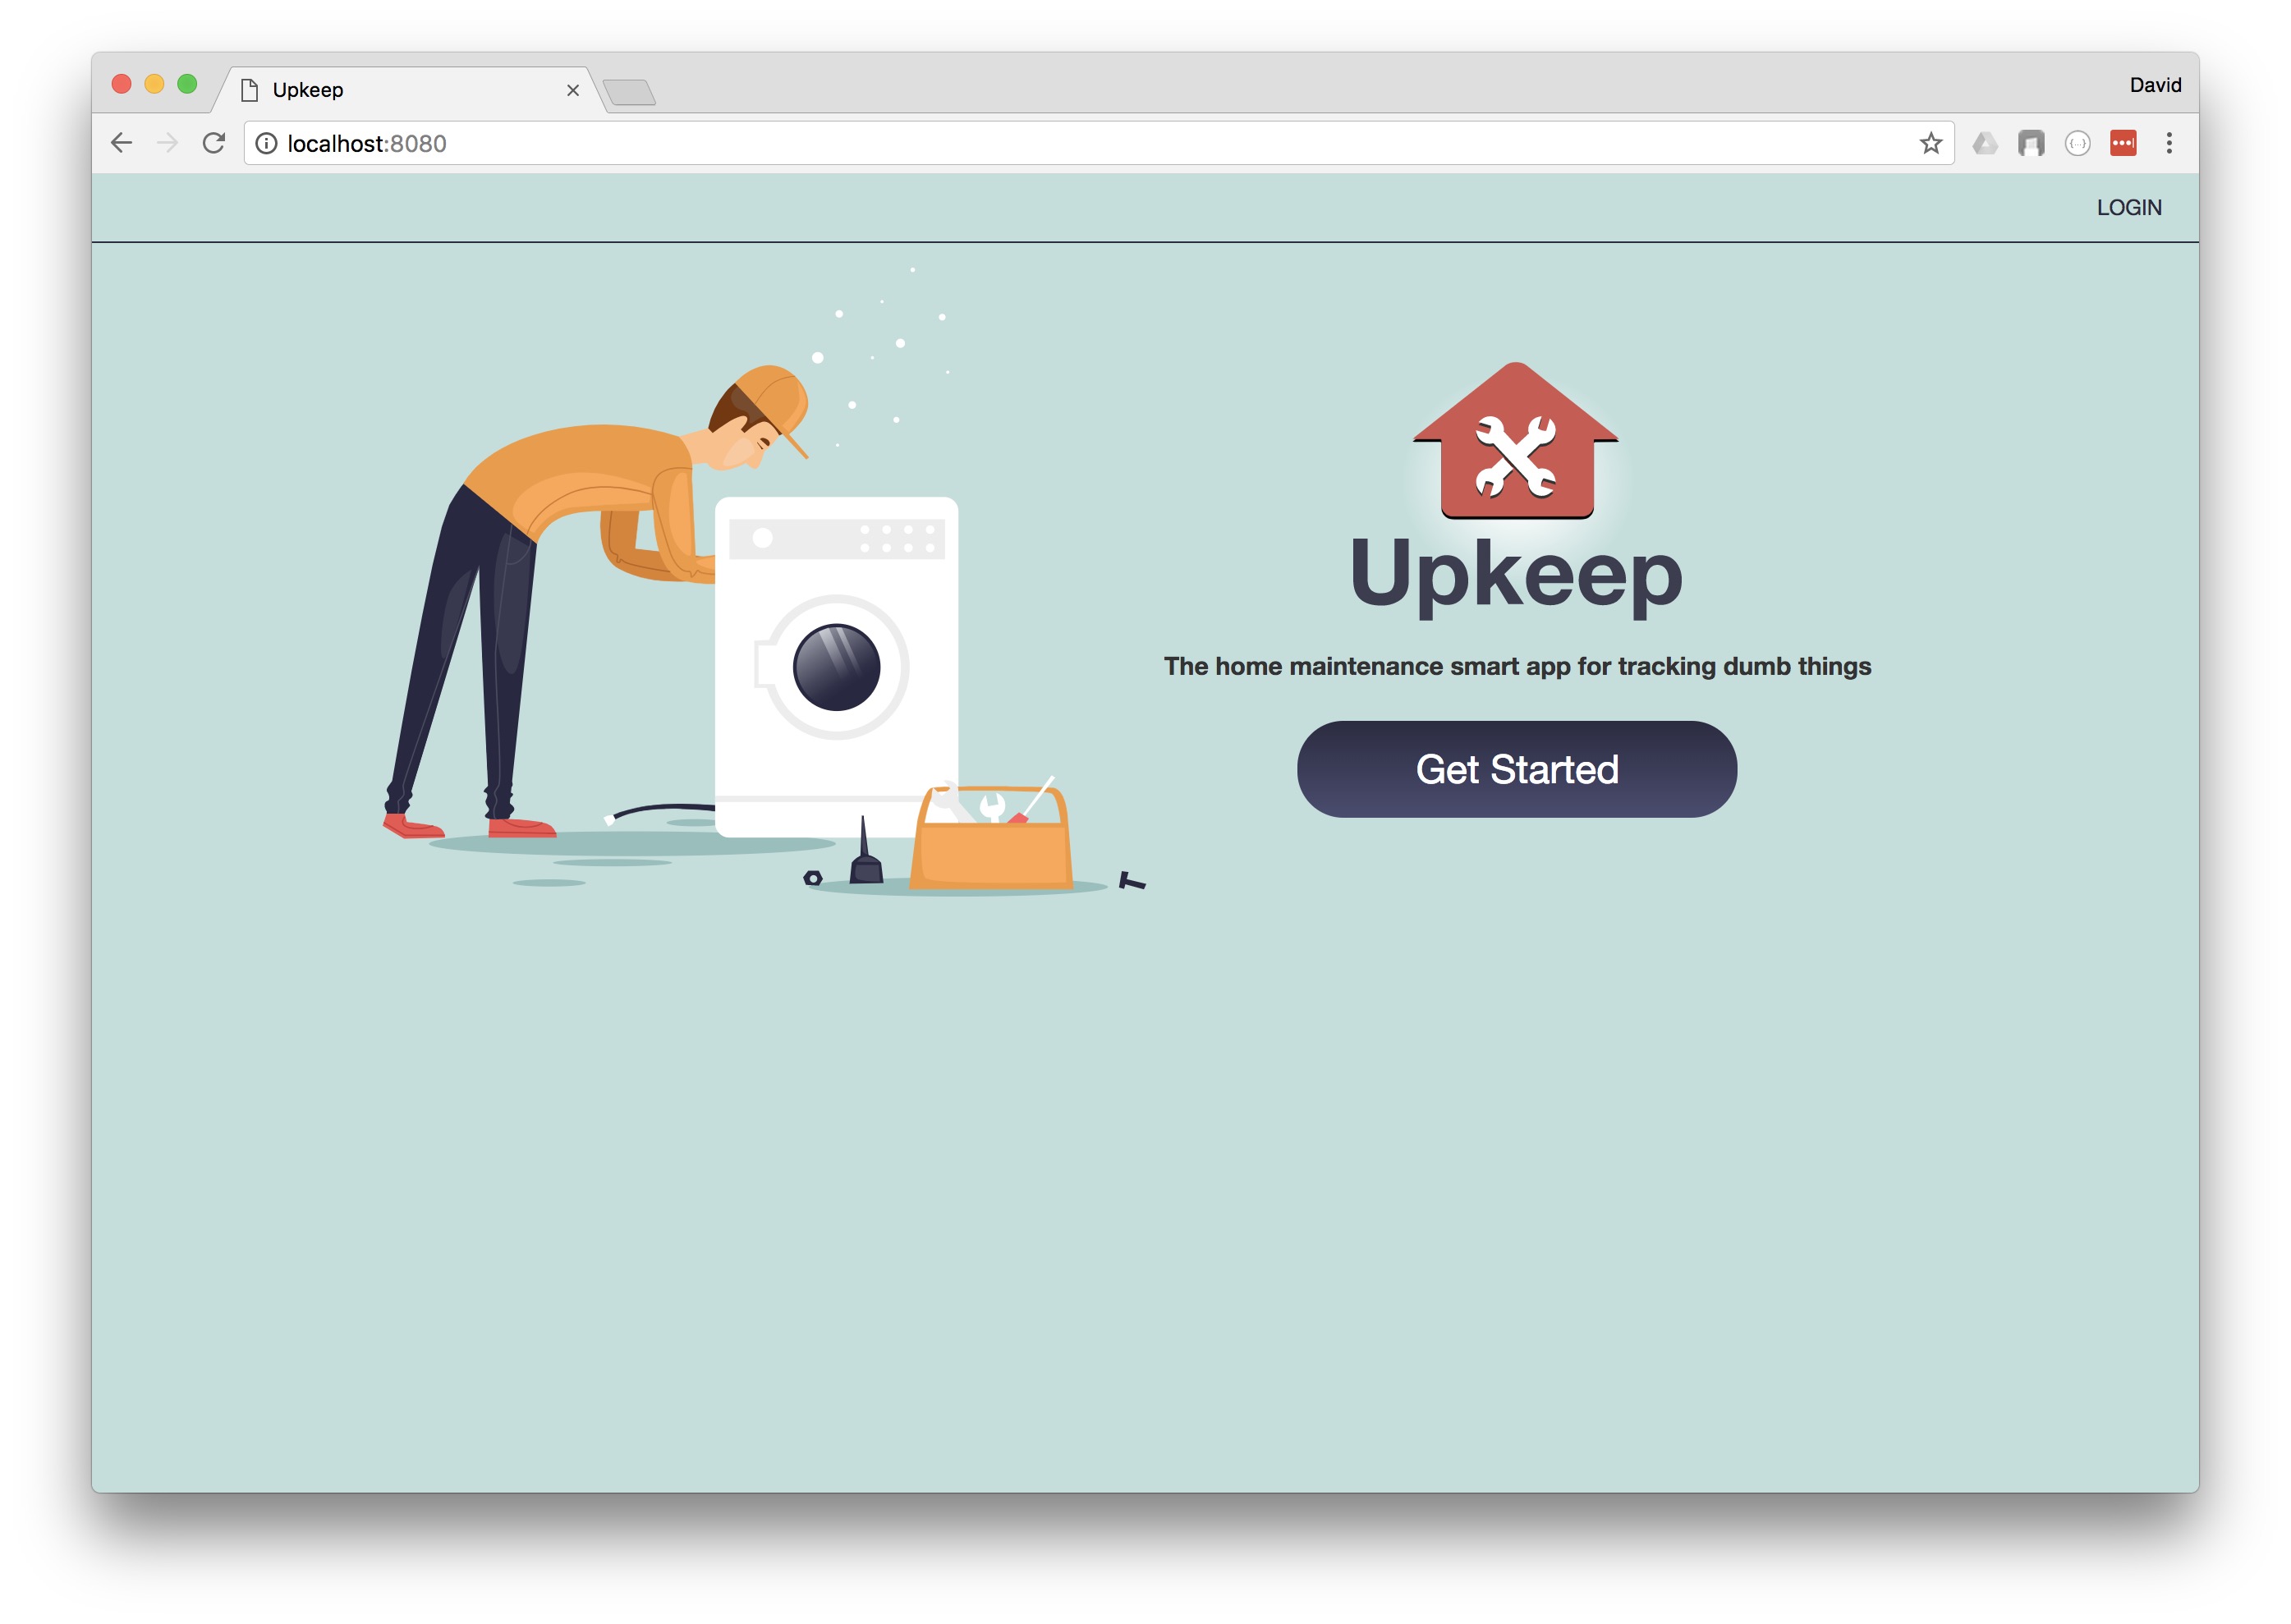 Upkeep
David
localhost:8080
LOGIN
Upkeep
The home maintenance smart app for tracking dumb things
Get Started